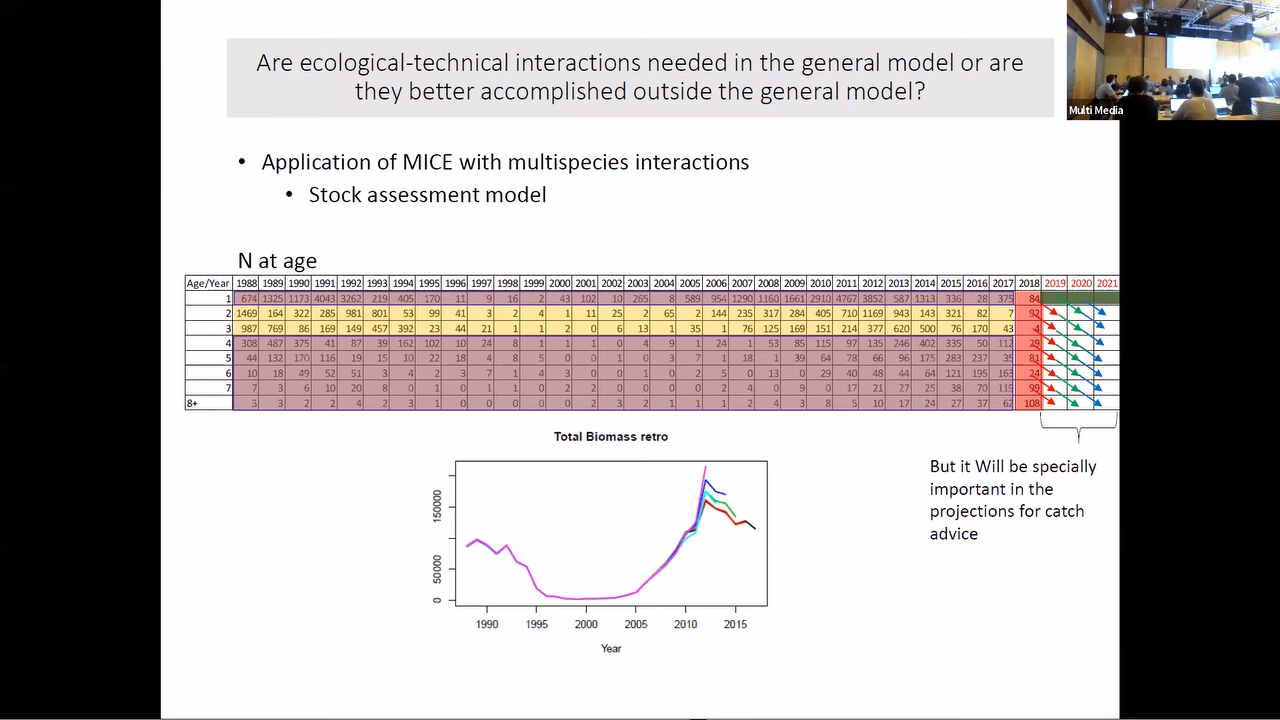 Are ecological-technical interactions needed in the general model or are
they better accomplished outside the general model?
Multi Media
• Application of MICE with multispecies interactions
• Stock assessment model
N at age
Age/Year 1988 1989 1990 1991 1992 1993 1994 1995 1996 1997 1998 1999 2000 2001 2002 2003 2004 2005 2006 2007 2008 2009 2010 2011 2012 2013 2014 2015 2016 2017 2018 2019 2020 2021
1 674 1325 1173 4043 3262 219 405 170 11 9 16 2 43 102 10 265 8 589 954 1290 1160 1661 2910 4767 3852 587 1313 336 28 375 84
2 1469 164 322 285 981 801 53 99 41 3 2 4 1 11 25 2 65 2 144 235 317 284 405 710 1169 943 143 321 82 7 92
3 987 769 86 169 149 457 392 23 44 21 1 1 2 0 6 13 1 35 1 76 125 169 151 214 377 620 500 76 170 43 4
4 308 487 375 41 87 39 162 102 10 24 8 1 1 1 0 4 9 1 24 1 53 85 115 97 135 246 402 335 50 112 29
5 44 132 170 116 19 15 10 22 18 4 8 5 0 0 0 3 7 1 18 1 39 64 78 66 96 175 283 237 35 81
6 10 18 49 52 51 3 4 2 3 7 1 4 3 0 0 0 2 5 0 13 0 29 40 48 44 64 121 195 163 24
7 7 3 6 10 20 8 0 1 0 1 1 0 2 2 0 0 0 2 4 0 9 0 17 21 27 25 38 70 115 99
8+ 3 3 2 2 4 2 3 1 0 0 0 0 0 2 3 2 1 1 1 2 4 3 8 5 10 17 24 27 37 62 108
Total Biomass retro
150000
50000
0
1990 1995 2000 2005 2010 2015
Year
But it Will be specially
important in the
projections for catch
advice